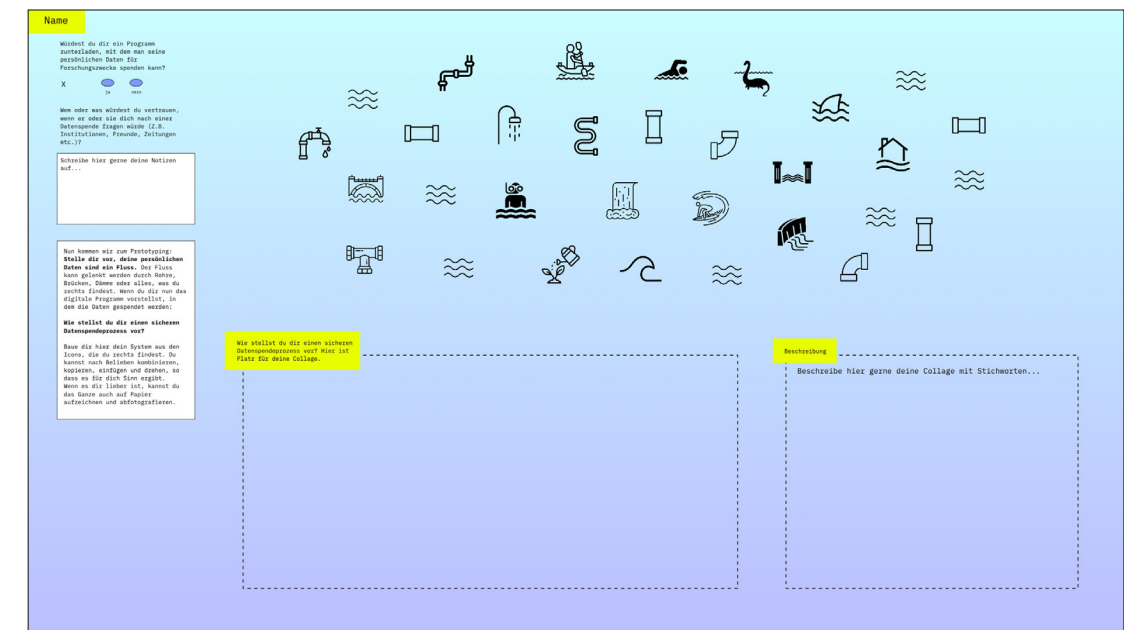 Name
Würdest du dir ein Programm
runterladen, mit dem man seine
persönlichen Daten für
Forschungszwecke spenden kann?
X
ja
nein
Wem oder was würdest du vertrauen,
wenn er oder sie dich nach einer
Datenspende fragen würde (Z.B.
Institutionen, Freunde, Zeitungen
etc.)?
Schreibe hier gerne deine Notizen
auf...
Nun kommen wir zum Prototyping:
Stelle dir vor, deine persönlichen
Daten sind ein Fluss. Der Fluss
kann gelenkt werden durch Rohre,
Brücken, Dämme oder alles, was du
rechts findest. Wenn du dir nun das
digitale Programm vorstellst, in
dem die Daten gespendet werden:
Wie stellst du dir einen sicheren
Datenspendeprozess vor?
Baue dir hier dein System aus den
Icons, die du rechts findest. Du
kannst nach Belieben kombinieren,
kopieren, einfügen und drehen, so
dass es für dich Sinn ergibt.
Wenn es dir lieber ist, kannst du
das Ganze auch auf Papier
aufzeichnen und abfotografieren.
Wie stellst du dir einen sicheren
Datenspendeprozess vor? Hier ist
Platz für deine Collage.
Beschreibung
Beschreibe hier gerne deine Collage mit Stichworten...